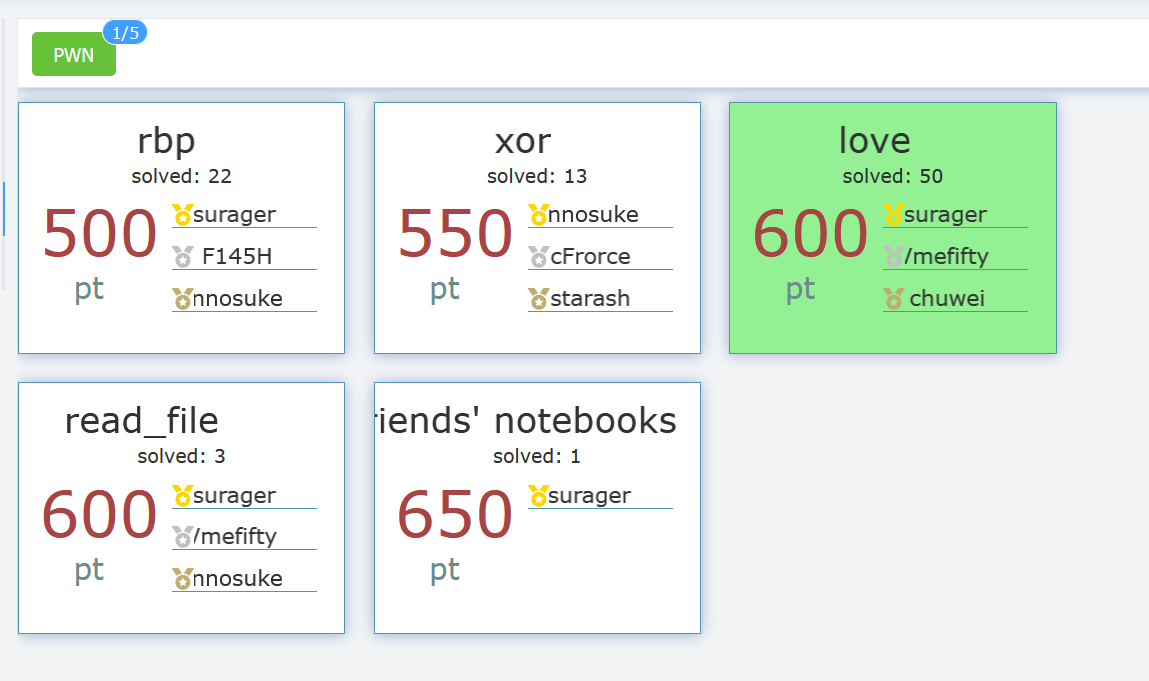 PWN
1/5
rbp
solved: 22
500
pt
surager
F145H
nnosuke
xor
solved: 13
550
pt
nnosuke
cFrorce
starash
love
solved: 50
600
pt
surager
/mefifty
chuwei
read_file
solved: 3
600
pt
surager
/mefifty
nnosuke
riends' notebooks
solved: 1
650
pt
surager